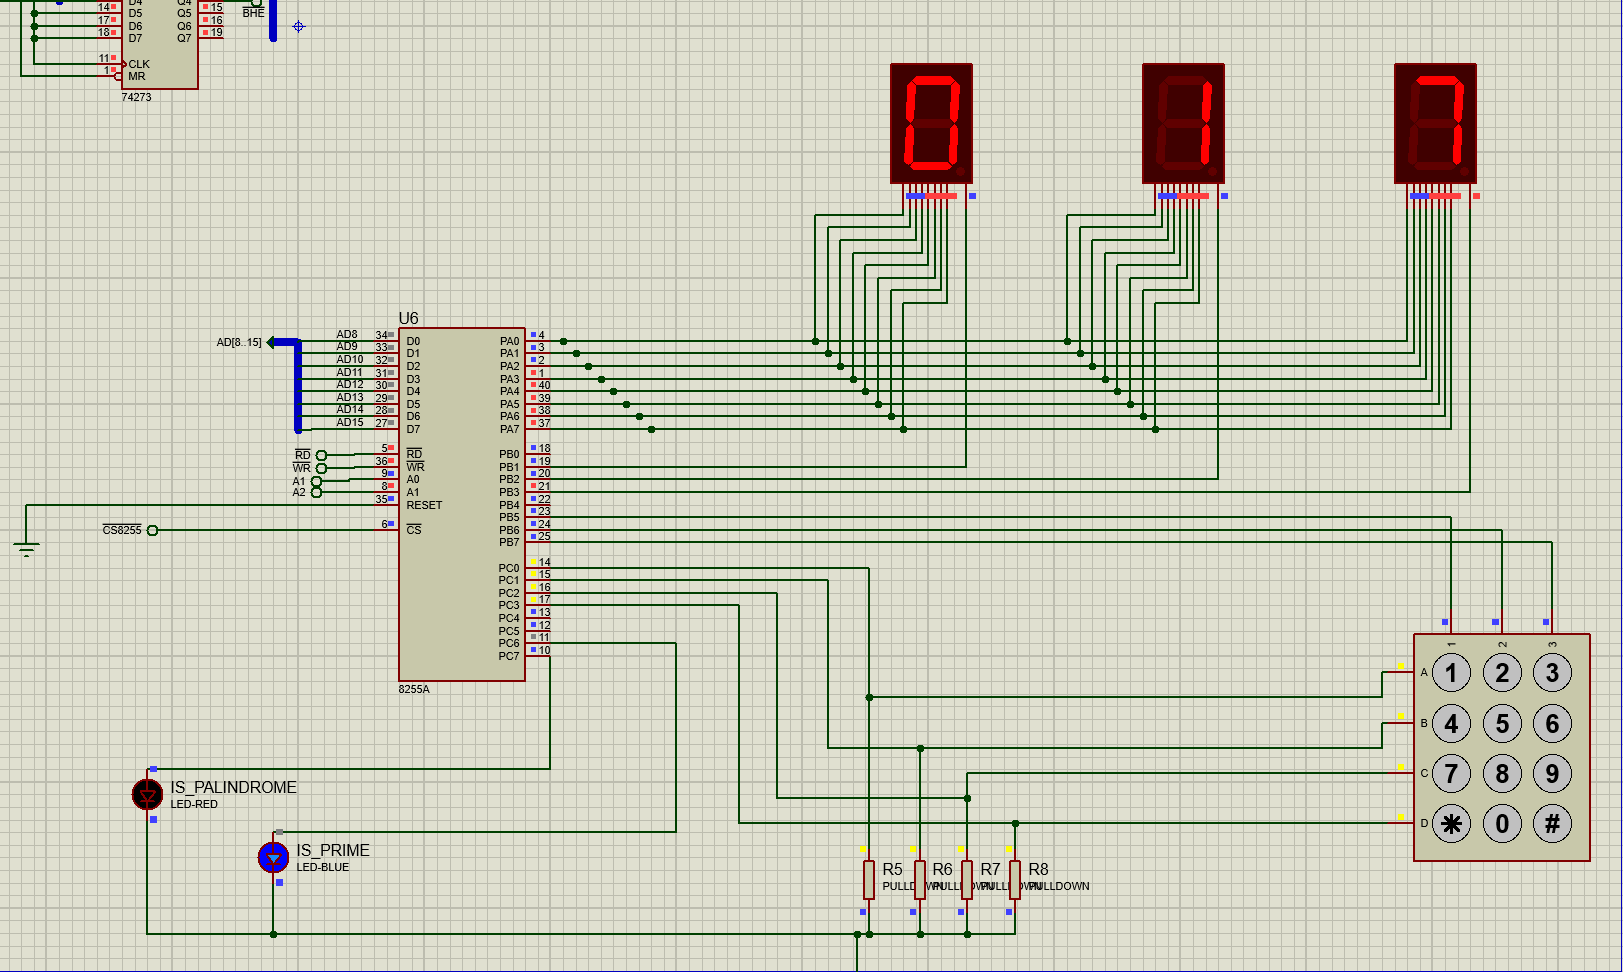 D4 Q4 15
14 D5 Q5 16
17 D6 Q6 16
18 D7 Q7 19
BHE
11 CLK
1 MR
74273
0 1 7
U6
AD[8..15]
AD8 34 D0 PA0 4
AD9 33 D1 PA1 3
AD10 32 D2 PA2 2
AD11 31 D3 PA3 1
AD12 30 D4 PA4 40
AD13 29 D5 PA5 39
AD14 28 D6 PA6 38
AD15 27 D7 PA7 37
RD 5 RD PB0 18
WR 36 WR PB1 19
A1 9 A0 PB2 20
A2 8 A1 PB3 21
35 RESET PB4 22
PB5 23
CS8255 6 CS PB6 24
PB7 25
PC0 14
PC1 15
PC2 16
PC3 17
PC4 13
PC5 12
PC6 11
PC7 10
8255A
1 2 3
A 1 2 3
B 4 5 6
C 7 8 9
D * 0 #
IS_PALINDROME
LED-RED
IS_PRIME
LED-BLUE
R5 R6 R7 R8
PULLDOWN PULLDOWN PULLDOWN PULLDOWN